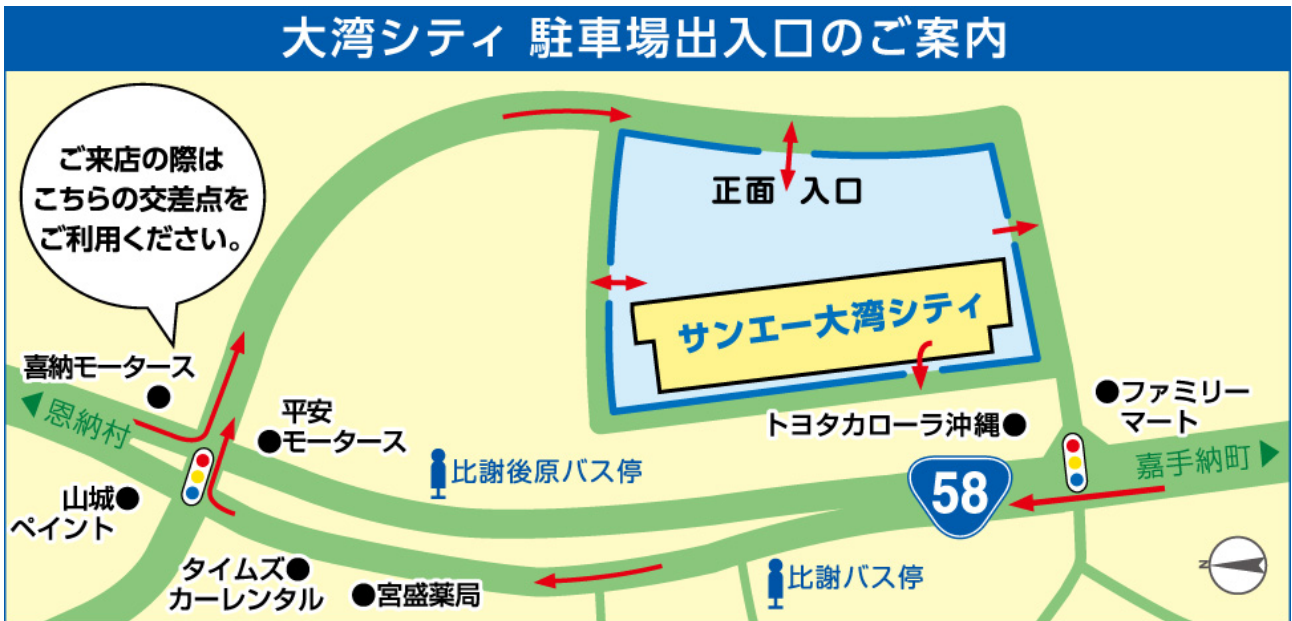 大湾シティ 駐車場出入口のご案内
ご来店の際は
こちらの交差点を
ご利用ください。
正面 入口
サンエー大湾シティ
喜納モータース
恩納村
平安
モータース
比謝後原バス停
トヨタカローラ沖縄
ファミリー
マート
嘉手納町
58
山城
ペイント
タイムズ
カーレンタル
宮盛薬局
比謝バス停
N